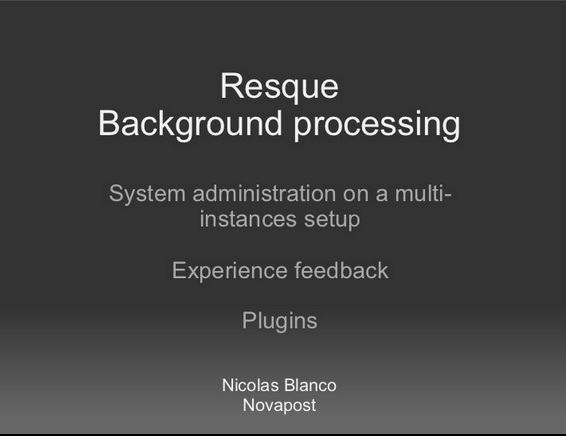 Resque
Background processing
System administration on a multi-
instances setup
Experience feedback
Plugins
Nicolas Blanco
Novapost